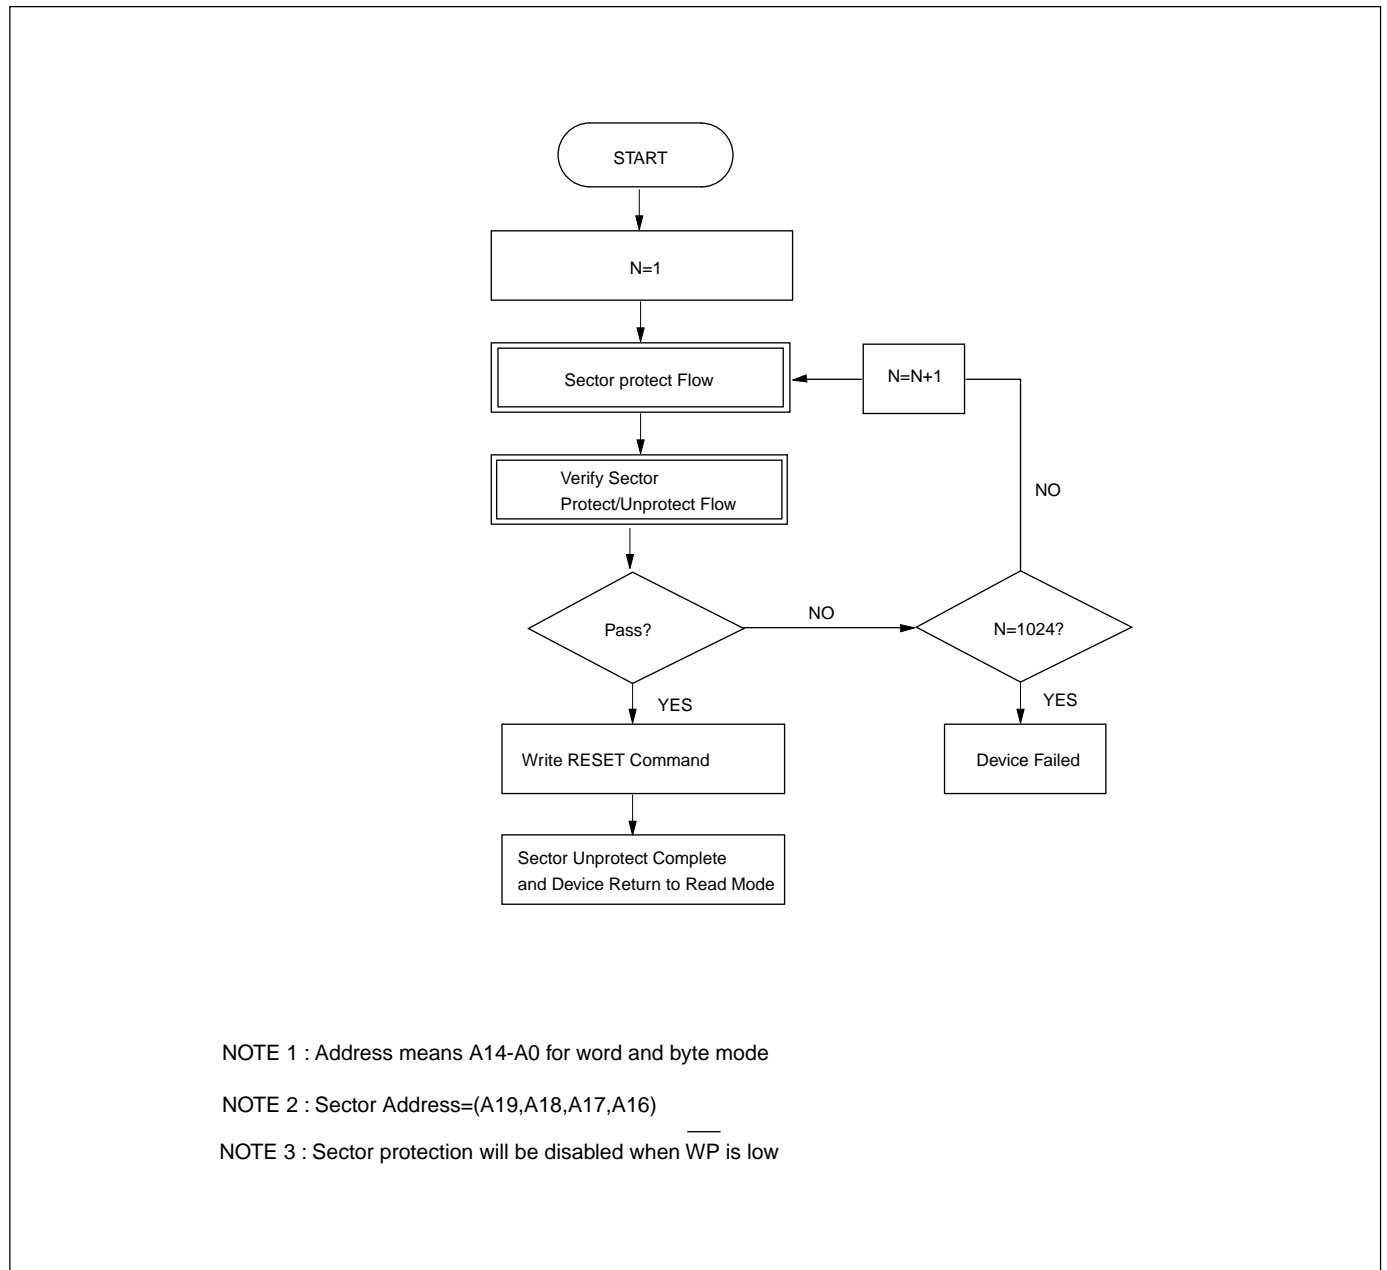 START
N=1
Sector protect Flow
N=N+1
Verify Sector
Protect/Unprotect Flow
NO
Pass?
NO
N=1024?
YES
YES
Write RESET Command
Device Failed
Sector Unprotect Complete
and Device Return to Read Mode
NOTE 1 : Address means A14-A0 for word and byte mode
NOTE 2 : Sector Address=(A19,A18,A17,A16)
NOTE 3 : Sector protection will be disabled when W̅P̅ is low